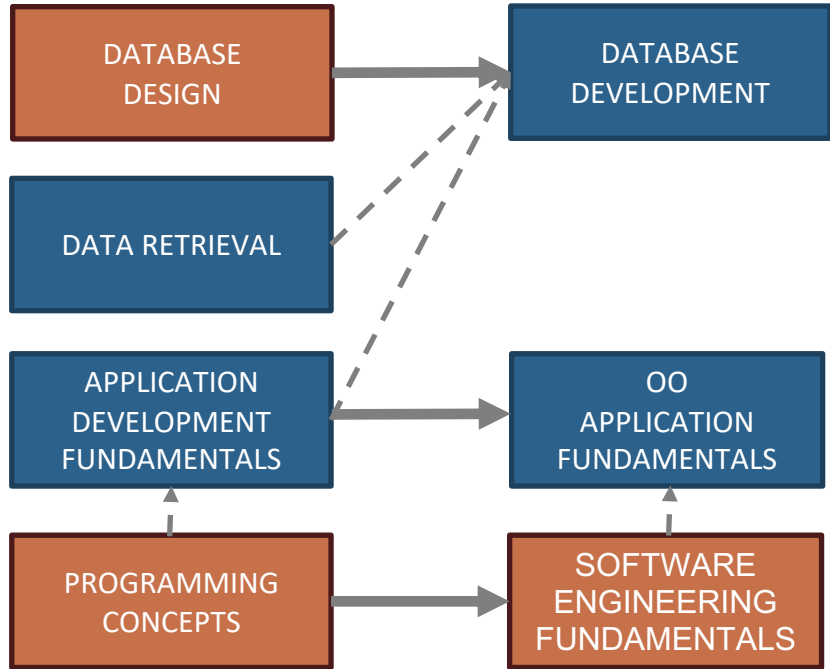 DATABASE
DESIGN
DATABASE
DEVELOPMENT
DATA RETRIEVAL
APPLICATION
DEVELOPMENT
FUNDAMENTALS
OO
APPLICATION
FUNDAMENTALS
PROGRAMMING
CONCEPTS
SOFTWARE
ENGINEERING
FUNDAMENTALS